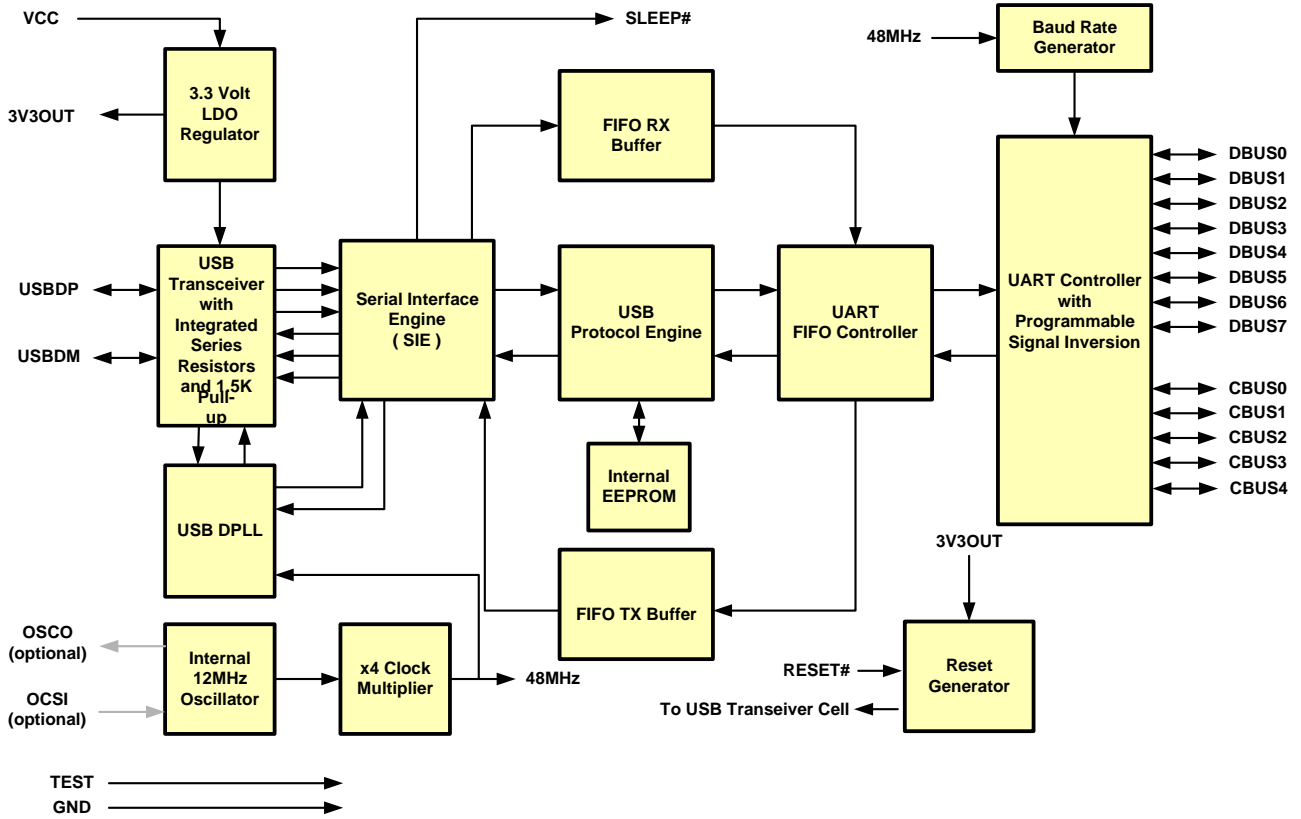 VCC
SLEEP#
48MHz
Baud Rate
Generator
3.3 Volt
LDO
Regulator
3V3OUT
FIFO RX
Buffer
DBUS0
DBUS1
DBUS2
DBUS3
DBUS4
DBUS5
DBUS6
DBUS7
USBDP
USBDM
USB
Transceiver
with
Integrated
Series
Resistors
and 1.5K
Pull-
up
Serial Interface
Engine
( SIE )
USB
Protocol Engine
UART
FIFO Controller
UART Controller
with
Programmable
Signal Inversion
CBUS0
CBUS1
CBUS2
CBUS3
CBUS4
USB DPLL
Internal
EEPROM
3V3OUT
FIFO TX Buffer
OSCO
(optional)
OCSI
(optional)
Internal
12MHz
Oscillator
x4 Clock
Multiplier
48MHz
RESET#
Reset
Generator
To USB Transeiver Cell
TEST
GND